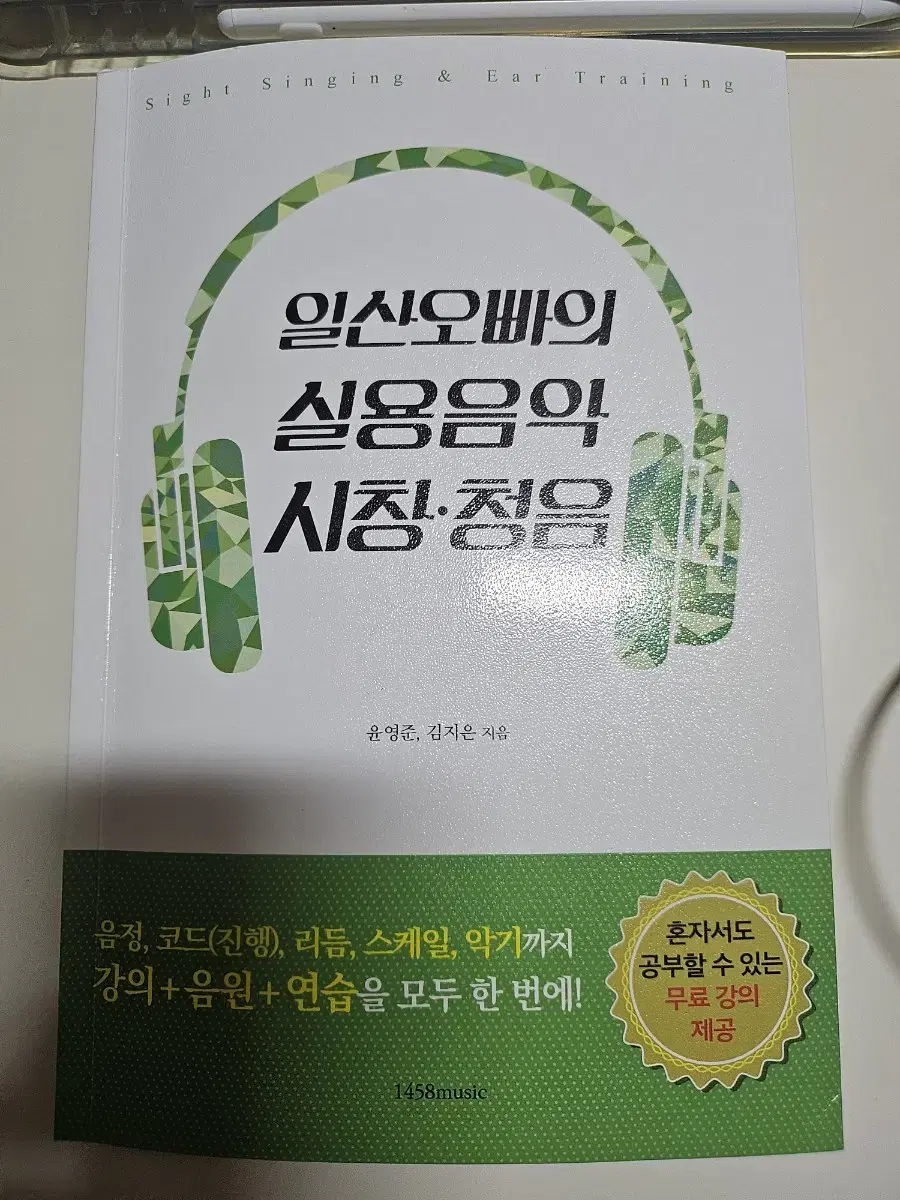 Sight Singing & Ear Training
일산오빠의
실용음악
시창·청음
윤영준, 김지은 지음
음정, 코드(진행), 리듬, 스케일, 악기까지
강의+음원+연습을 모두 한 번에!
혼자서도
공부할 수 있는
무료 강의
제공
1458music